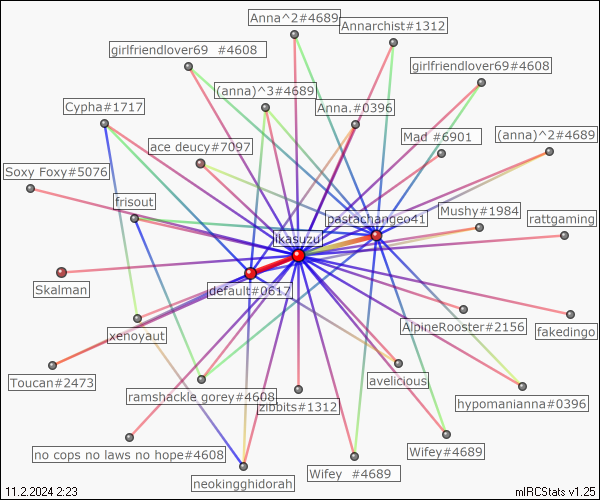 Anna^2#4689
Annarchist#1312
girlfriendlover69  #4608
girlfriendlover69#4608
(anna)^3#4689
Cypha#1717
Anna.#0396
ace deucy#7097
Mad #6901
(anna)^2#4689
Soxy Foxy#5076
frisout
pastachangeo41
Mushy#1984
rattgaming
ikasuzu
Skalman
default#0617
xenoyaut
AlpineRooster#2156
fakedingo
Toucan#2473
avelicious
ramshackle gorey#4608
zibbits#1312
hypomanianna#0396
no cops no laws no hope#4608
Wifey#4689
neokingghidorah
Wifey  #4689
11.2.2024 2:23
mIRCStats v1.25